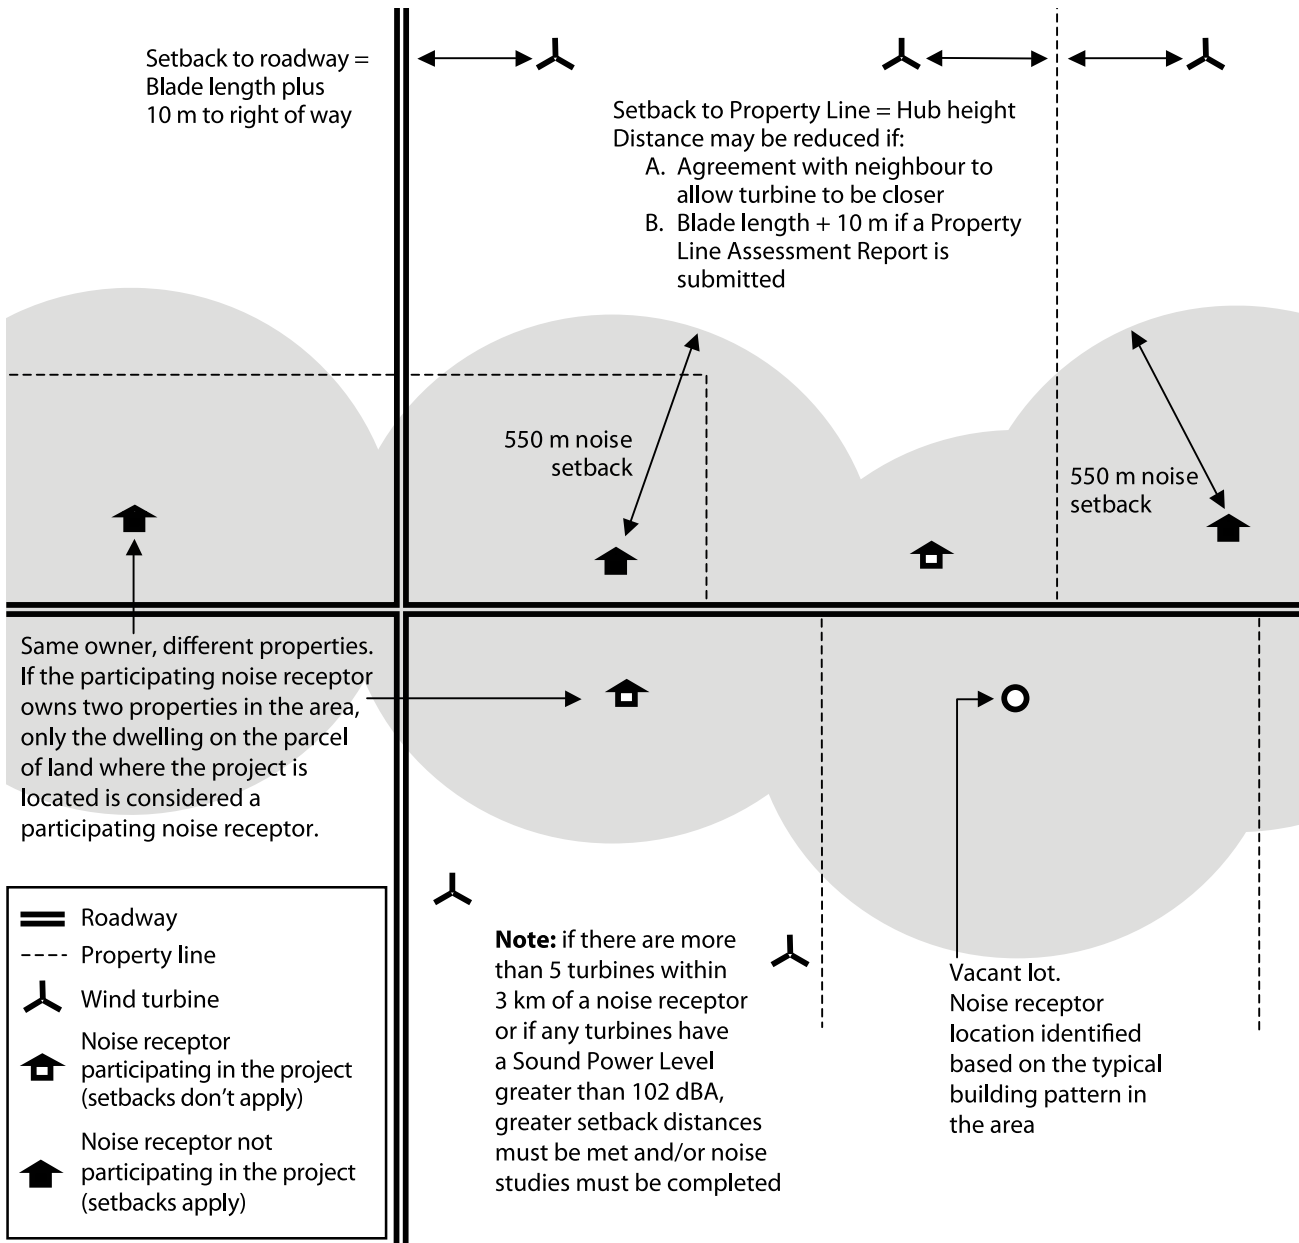 Setback to roadway =
Blade length plus
10 m to right of way
Setback to Property Line = Hub height
Distance may be reduced if:
A. Agreement with neighbour to
allow turbine to be closer
B. Blade length + 10 m if a Property
Line Assessment Report is
submitted
550 m noise
setback
550 m noise
setback
Same owner, different properties.
If the participating noise receptor
owns two properties in the area,
only the dwelling on the parcel
of land where the project is
located is considered a
participating noise receptor.
Roadway
Property line
Wind turbine
Noise receptor
participating in the project
(setbacks don't apply)
Noise receptor not
participating in the project
(setbacks apply)
Note: if there are more
than 5 turbines within
3 km of a noise receptor
or if any turbines have
a Sound Power Level
greater than 102 dBA,
greater setback distances
must be met and/or noise
studies must be completed
Vacant lot.
Noise receptor
location identified
based on the typical
building pattern in
the area